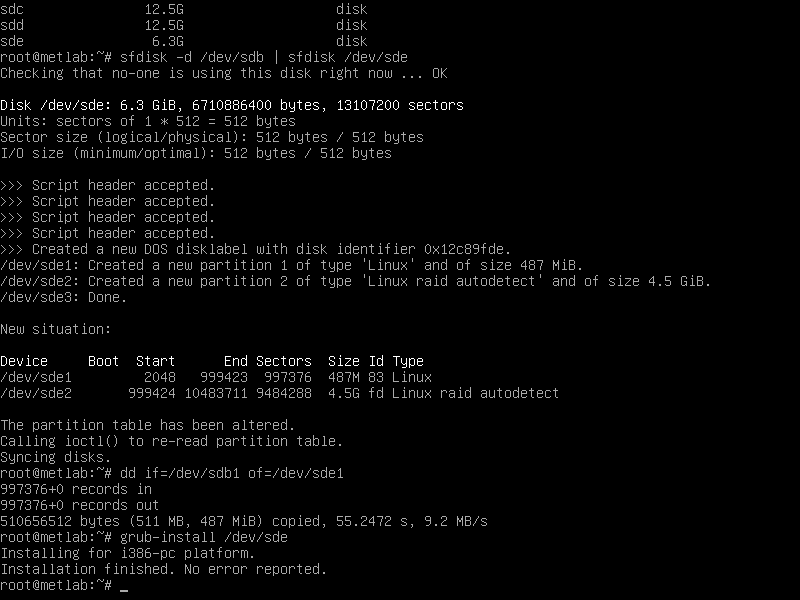 sdc               12.5G                   disk
sdd               12.5G                   disk
sde                6.3G                   disk
root@metlab:~# sfdisk -d /dev/sdb | sfdisk /dev/sde
Checking that no-one is using this disk right now ... OK

Disk /dev/sde: 6.3 GiB, 6710886400 bytes, 13107200 sectors
Units: sectors of 1 * 512 = 512 bytes
Sector size (logical/physical): 512 bytes / 512 bytes
I/O size (minimum/optimal): 512 bytes / 512 bytes

>>> Script header accepted.
>>> Script header accepted.
>>> Script header accepted.
>>> Script header accepted.
>>> Created a new DOS disklabel with disk identifier 0x12c89fde.
/dev/sde1: Created a new partition 1 of type 'Linux' and of size 487 MiB.
/dev/sde2: Created a new partition 2 of type 'Linux raid autodetect' and of size 4.5 GiB.
/dev/sde3: Done.

New situation:

Device     Boot  Start      End Sectors  Size Id Type
/dev/sde1         2048   999423  997376  487M 83 Linux
/dev/sde2       999424 10483711 9484288  4.5G fd Linux raid autodetect

The partition table has been altered.
Calling ioctl() to re-read partition table.
Syncing disks.
root@metlab:~# dd if=/dev/sdb1 of=/dev/sde1
997376+0 records in
997376+0 records out
510656512 bytes (511 MB, 487 MiB) copied, 55.2472 s, 9.2 MB/s
root@metlab:~# grub-install /dev/sde
Installing for i386-pc platform.
Installation finished. No error reported.
root@metlab:~# _